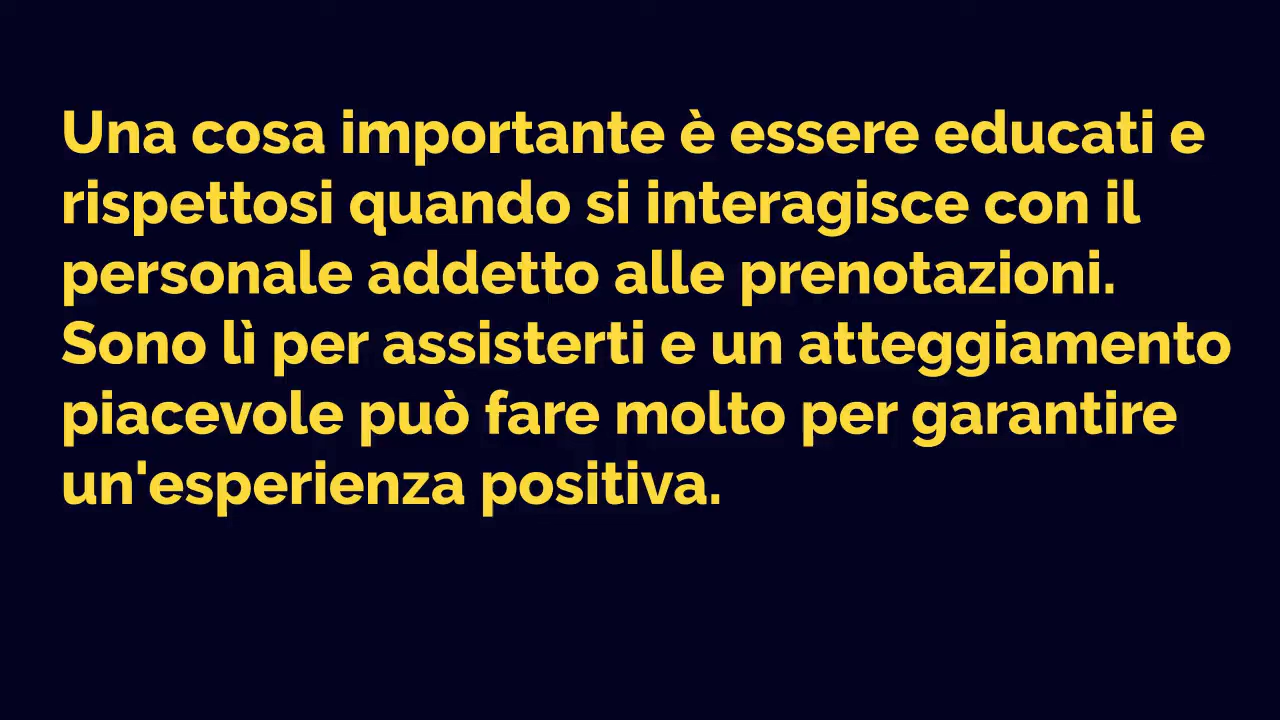 Una cosa importante è essere educati e
rispettosi quando si interagisce con il
personale addetto alle prenotazioni.
Sono lì per assisterti e un atteggiamento
piacevole può fare molto per garantire
un'esperienza positiva.